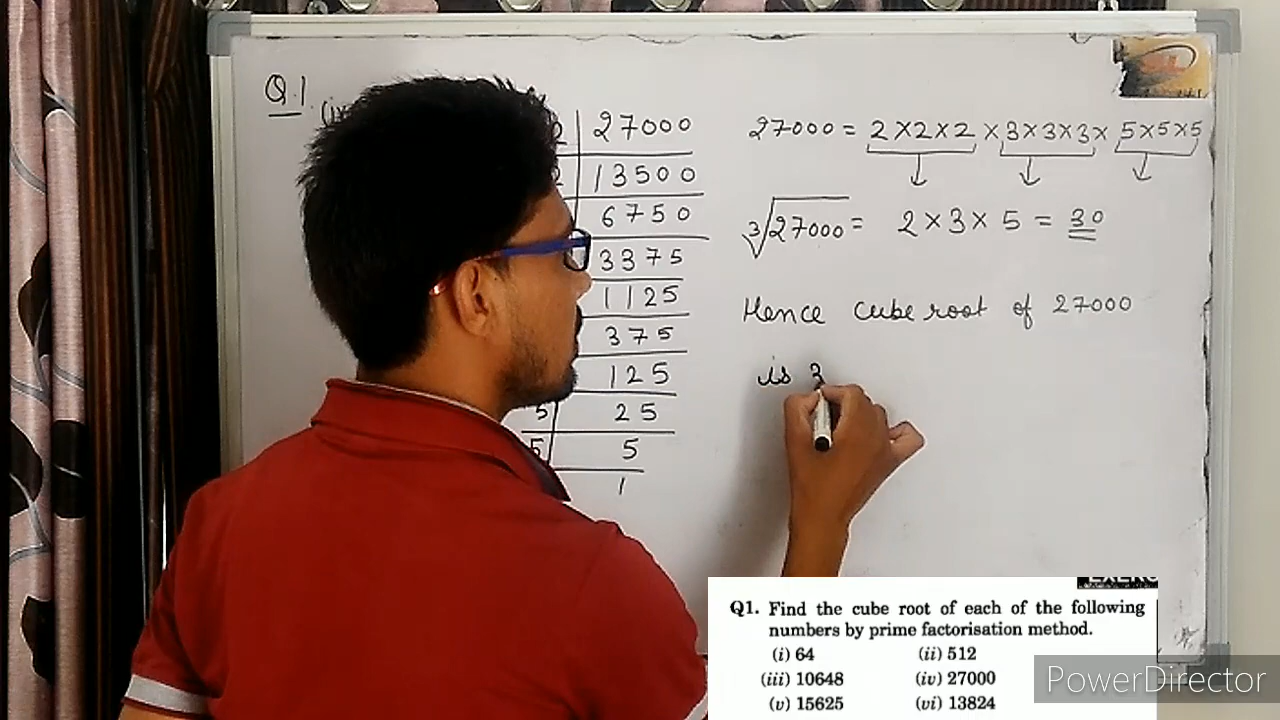 Q.1.
27000
13500
6750
3375
1125
375
125
5 25
5 5
1
27000 = 2×2×2 × 3×3×3× 5×5×5
∛27000 = 2×3×5 = 30
Hence cube root of 27000
is 3
Q1. Find the cube root of each of the following
numbers by prime factorisation method.
(i) 64 (ii) 512
(iii) 10648 (iv) 27000
(v) 15625 (vi) 13824
PowerDirector